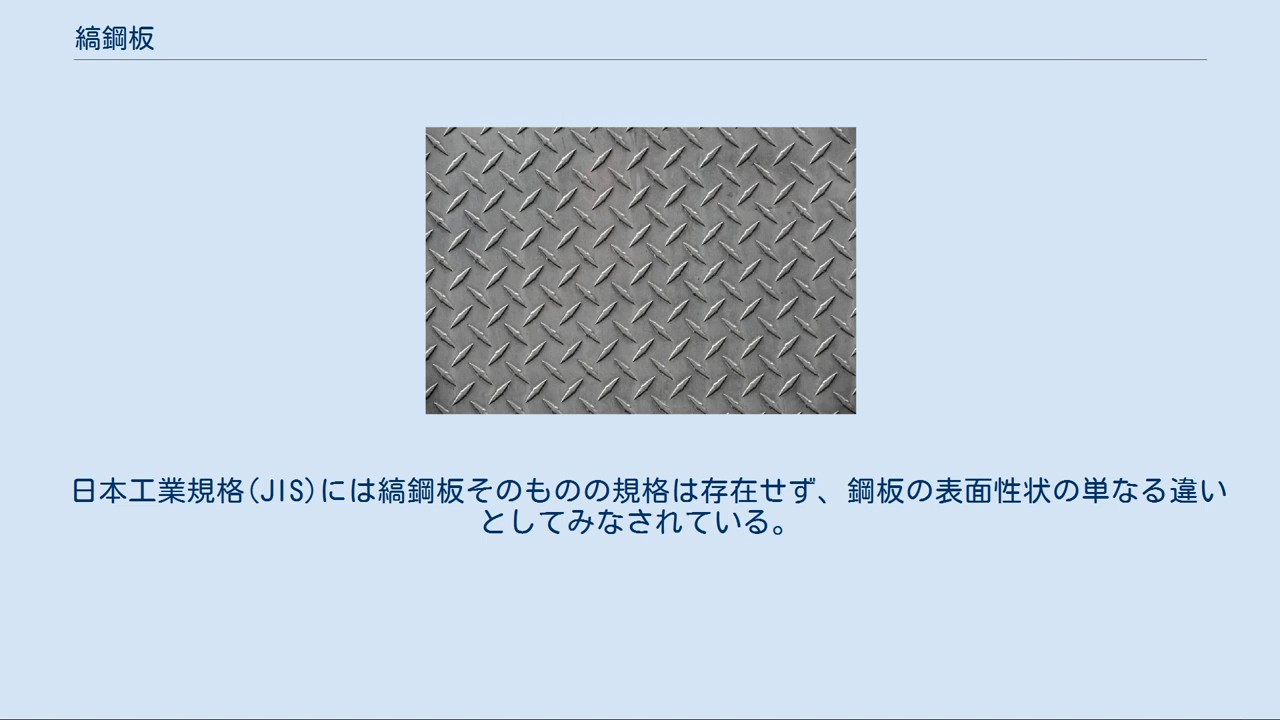 縞鋼板
日本工業規格(JIS)には縞鋼板そのものの規格は存在せず、鋼板の表面性状の単なる違い
としてみなされている。